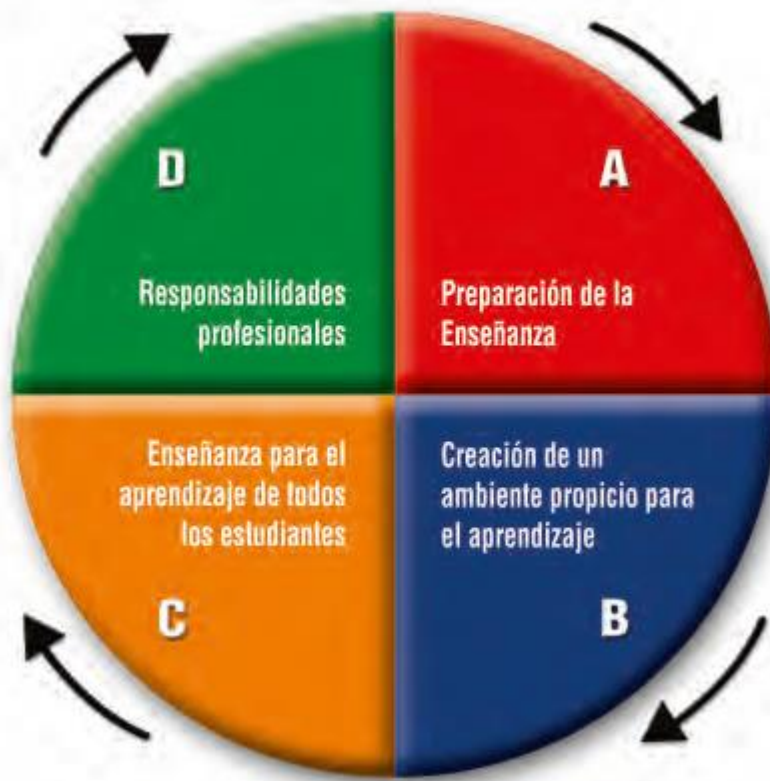 D
Responsabilidades
profesionales
A
Preparación de la
Enseñanza
Enseñanza para el
aprendizaje de todos
los estudiantes
C
Creación de un
ambiente propicio para
el aprendizaje
B